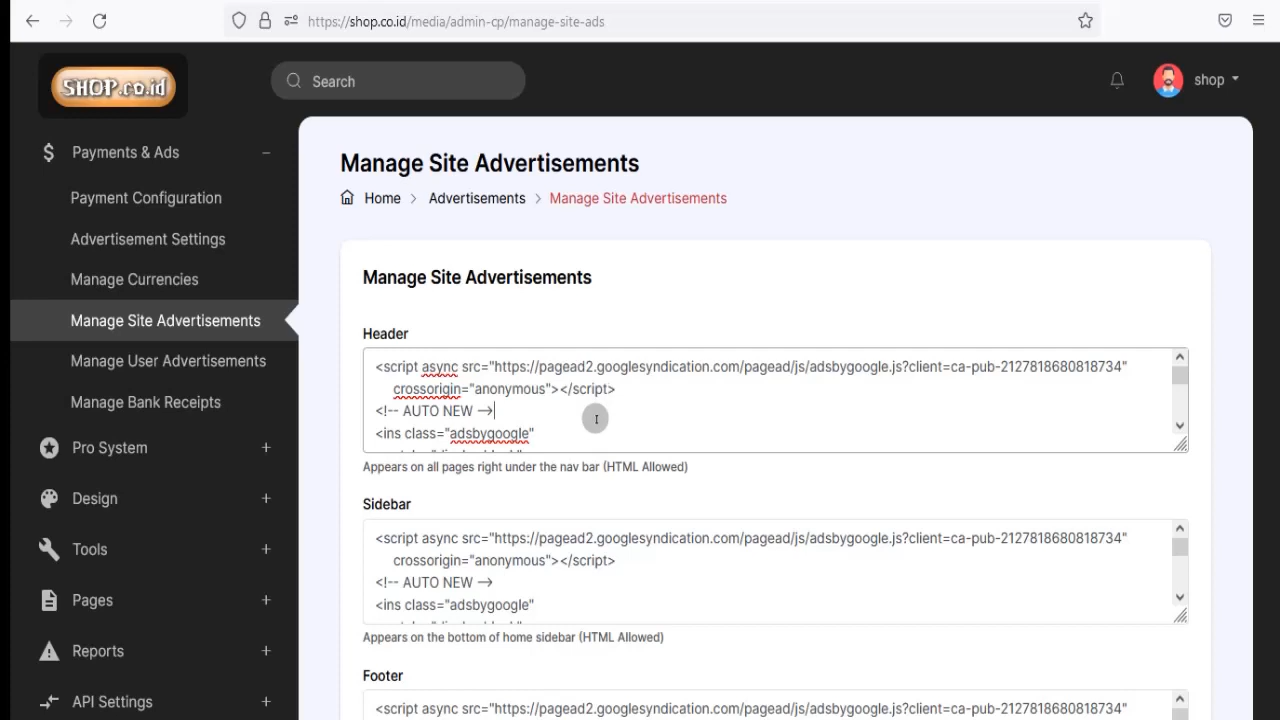 https://shop.co.id/media/admin-cp/manage-site-ads
SHOP.co.id
Search
shop
Payments & Ads
Payment Configuration
Advertisement Settings
Manage Currencies
Manage Site Advertisements
Manage User Advertisements
Manage Bank Receipts
Pro System
Design
Tools
Pages
Reports
API Settings
Manage Site Advertisements
Home > Advertisements > Manage Site Advertisements
Manage Site Advertisements
Header
<script async src="https://pagead2.googlesyndication.com/pagead/js/adsbygoogle.js?client=ca-pub-2127818680818734"
crossorigin="anonymous"></script>
<!-- AUTO NEW -->
<ins class="adsbygoogle"
Appears on all pages right under the nav bar (HTML Allowed)
Sidebar
<script async src="https://pagead2.googlesyndication.com/pagead/js/adsbygoogle.js?client=ca-pub-2127818680818734"
crossorigin="anonymous"></script>
<!-- AUTO NEW -->
<ins class="adsbygoogle"
Appears on the bottom of home sidebar (HTML Allowed)
Footer
<script async src="https://pagead2.googlesyndication.com/pagead/js/adsbygoogle.js?client=ca-pub-2127818680818734"